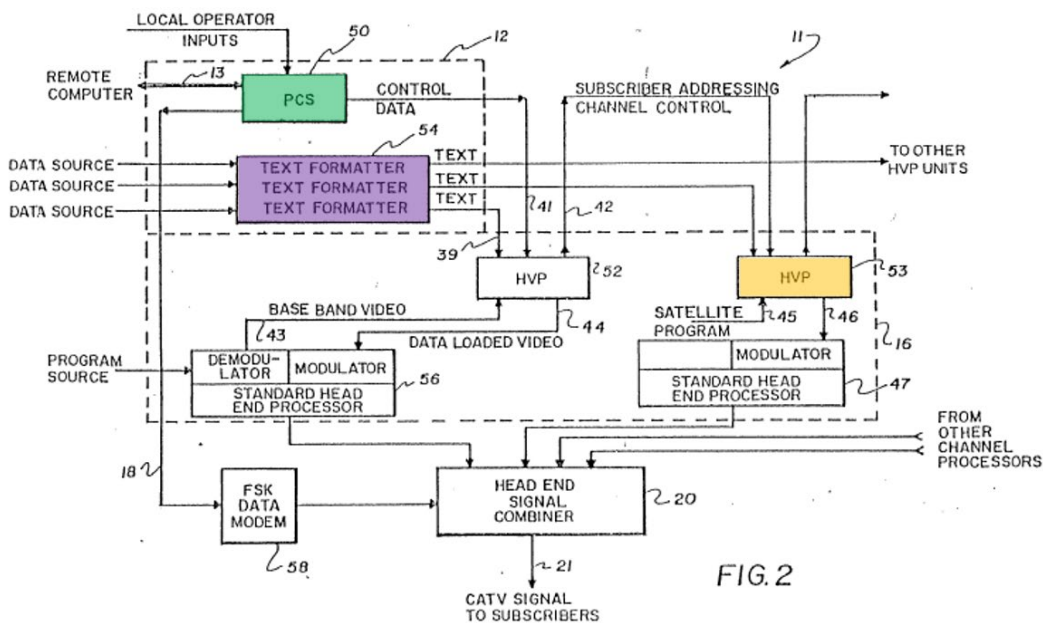 LOCAL OPERATOR
INPUTS
50
12
11
REMOTE
COMPUTER
13
PCS
CONTROL
DATA
SUBSCRIBER ADDRESSING
CHANNEL CONTROL
54
DATA SOURCE
DATA SOURCE
DATA SOURCE
TEXT FORMATTER
TEXT FORMATTER
TEXT FORMATTER
TEXT
TEXT
TEXT
TO OTHER
HVP UNITS
41
42
39
HVP
52
HVP
53
BASE BAND VIDEO
43
44
DATA LOADED VIDEO
SATELLITE
PROGRAM
45
46
16
PROGRAM
SOURCE
DEMODU-
LATOR
MODULATOR
STANDARD HEAD
END PROCESSOR
56
MODULATOR
STANDARD HEAD
END PROCESSOR
47
FROM
OTHER
CHANNEL
PROCESSORS
18
FSK
DATA
MODEM
58
HEAD END
SIGNAL
COMBINER
20
21
CATV SIGNAL
TO SUBSCRIBERS
FIG. 2